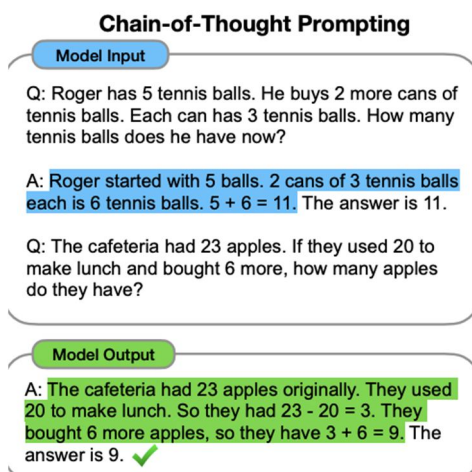 Chain-of-Thought Prompting
Model Input
Q: Roger has 5 tennis balls. He buys 2 more cans of
tennis balls. Each can has 3 tennis balls. How many
tennis balls does he have now?
A: Roger started with 5 balls. 2 cans of 3 tennis balls
each is 6 tennis balls. 5 + 6 = 11. The answer is 11.
Q: The cafeteria had 23 apples. If they used 20 to
make lunch and bought 6 more, how many apples
do they have?
Model Output
A: The cafeteria had 23 apples originally. They used
20 to make lunch. So they had 23 - 20 = 3. They
bought 6 more apples, so they have 3 + 6 = 9. The
answer is 9.